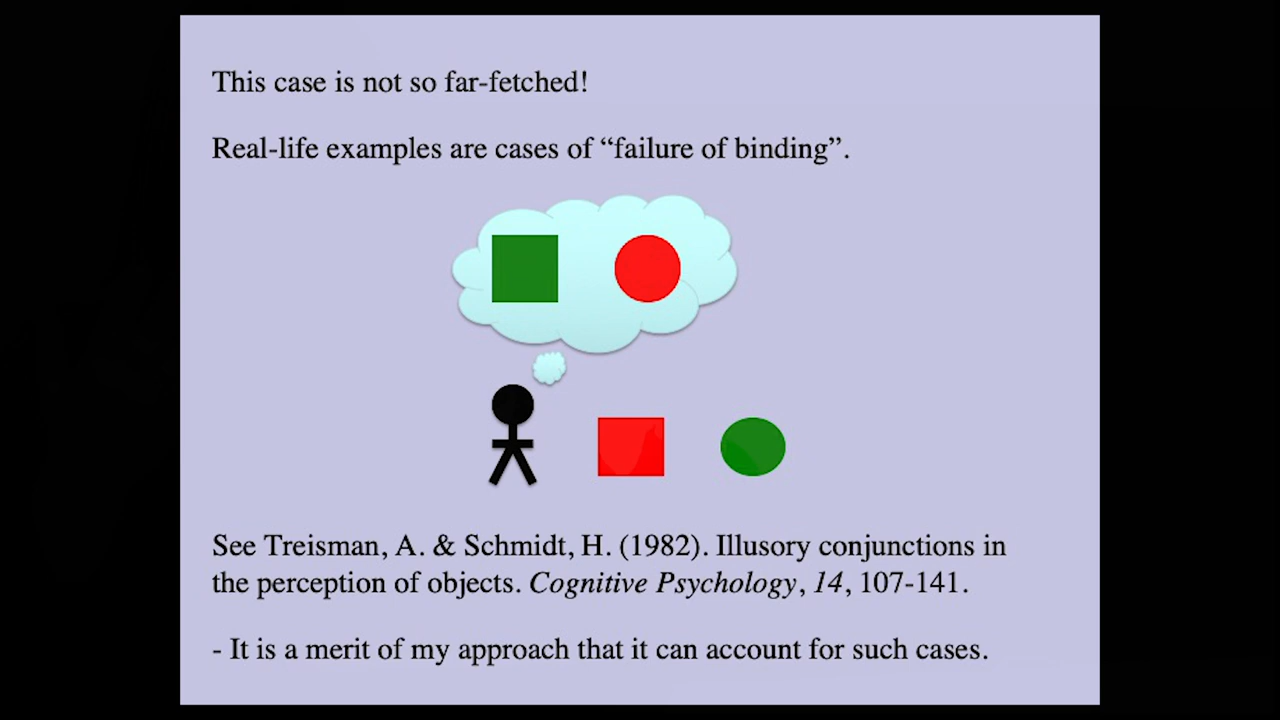 This case is not so far-fetched!
Real-life examples are cases of “failure of binding”.
See Treisman, A. & Schmidt, H. (1982). Illusory conjunctions in
the perception of objects. Cognitive Psychology, 14, 107-141.
- It is a merit of my approach that it can account for such cases.